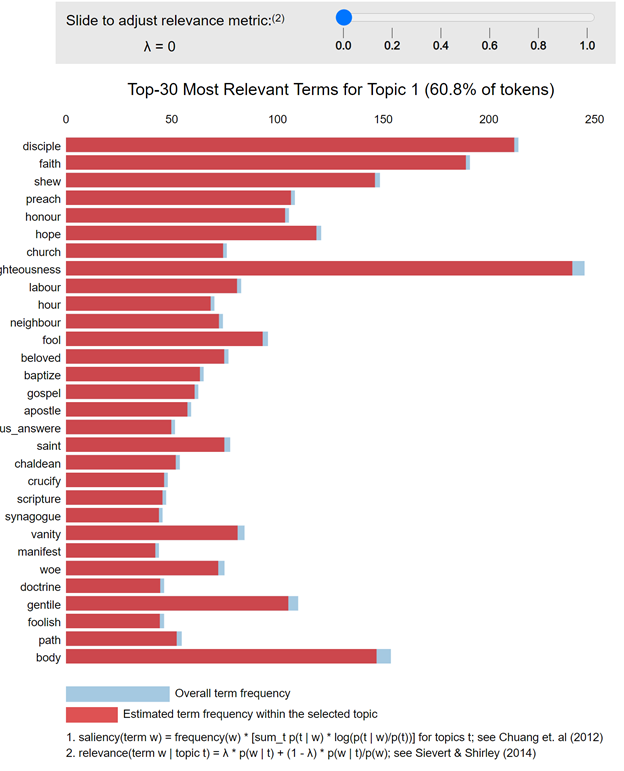 Slide to adjust relevance metric:(2)
λ = 0
0.0 0.2 0.4 0.6 0.8 1.0
Top-30 Most Relevant Terms for Topic 1 (60.8% of tokens)
0 50 100 150 200 250
disciple
faith
shew
preach
honour
hope
church
ghteousness
labour
hour
neighbour
fool
beloved
baptize
gospel
apostle
us_answere
saint
chaldean
crucify
scripture
synagogue
vanity
manifest
woe
doctrine
gentile
foolish
path
body
Overall term frequency
Estimated term frequency within the selected topic
1. saliency(term w) = frequency(w) * [sum_t p(t | w) * log(p(t | w)/p(t))] for topics t; see Chuang et. al (2012)
2. relevance(term w | topic t) = λ * p(w | t) + (1 - λ) * p(w | t)/p(w); see Sievert & Shirley (2014)